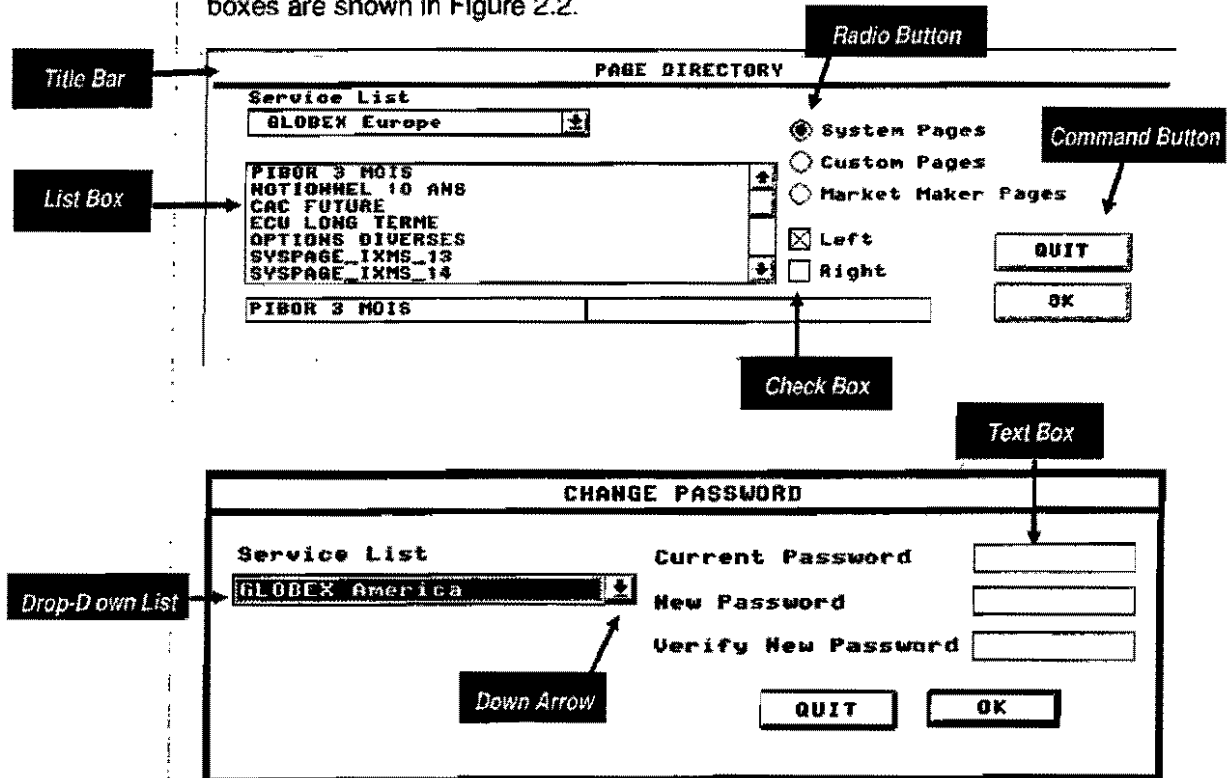 boxes are shown in Figure 2.2.
Radio Button
Title Bar
PAGE DIRECTORY
Service List
GLOBEX Europe
System Pages
Command Button
Custom Pages
Market Maker Pages
List Box
PIBOR 3 MOIS
NOTIONNEL 10 ANS
CAC FUTURE
ECU LONG TERME
OPTIONS DIVERSES
SYSPAGE_IXMS_13
SYSPAGE_IXMS_14
Left
Right
QUIT
OK
PIBOR 3 MOIS
Check Box
Text Box
CHANGE PASSWORD
Service List
Current Password
Drop-Down List
GLOBEX America
New Password
Verify New Password
Down Arrow
QUIT
OK